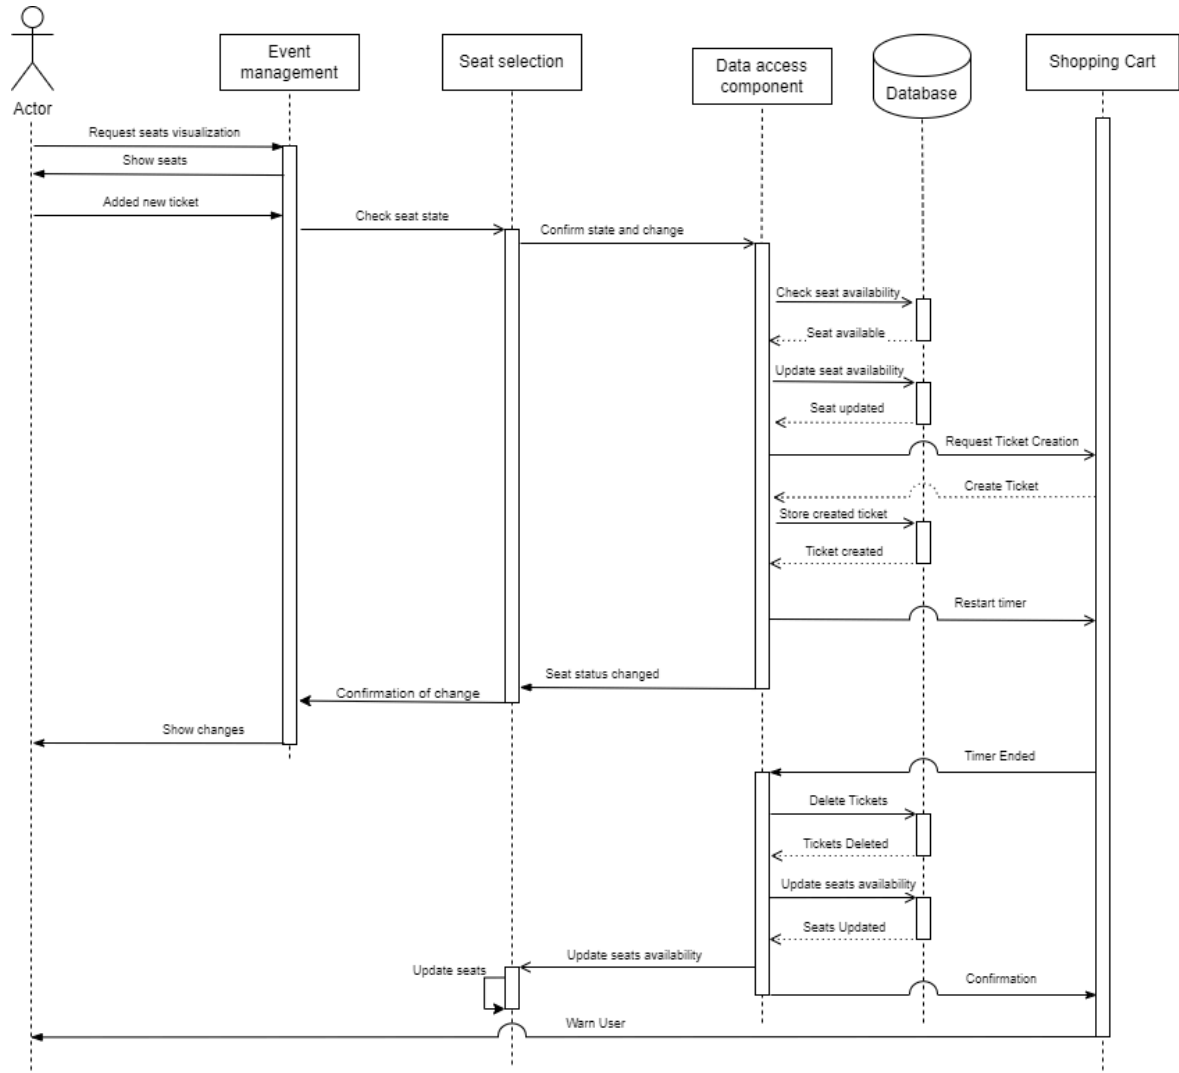 Event
management
Seat selection
Data access
component
Database
Shopping Cart
Actor
Request seats visualization
Show seats
Added new ticket
Check seat state
Confirm state and change
Check seat availability
Seat available
Update seat availability
Seat updated
Request Ticket Creation
Create Ticket
Store created ticket
Ticket created
Restart timer
Seat status changed
Confirmation of change
Show changes
Timer Ended
Delete Tickets
Tickets Deleted
Update seats availability
Seats Updated
Update seats availability
Update seats
Confirmation
Warn User